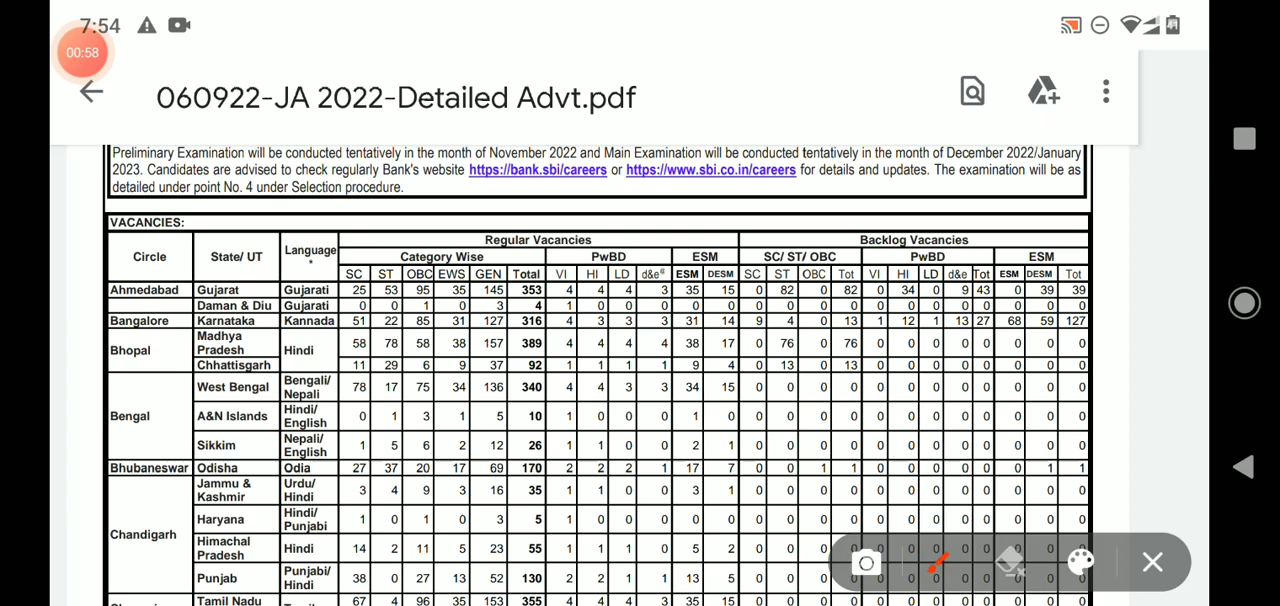 7:54
00:58
060922-JA 2022-Detailed Advt.pdf
Preliminary Examination will be conducted tentatively in the month of November 2022 and Main Examination will be conducted tentatively in the month of December 2022/January
2023. Candidates are advised to check regularly Bank's website https://bank.sbi/careers or https://www.sbi.co.in/careers for details and updates. The examination will be as
detailed under point No. 4 under Selection procedure.
VACANCIES:
Circle State/ UT Language * Regular Vacancies Backlog Vacancies
Category Wise PwBD ESM SC/ ST/ OBC PwBD ESM
SC ST OBC EWS GEN Total VI HI LD d&e@ ESM DESM SC ST OBC Tot VI HI LD d&e Tot ESM DESM Tot
Ahmedabad Gujarat Gujarati 25 53 95 35 145 353 4 4 4 3 35 15 0 82 0 82 0 34 0 9 43 0 39 39
Daman & Diu Gujarati 0 0 1 0 3 4 1 0 0 0 0 0 0 0 0 0 0 0 0 0 0 0 0 0
Bangalore Karnataka Kannada 51 22 85 31 127 316 4 3 3 3 31 14 9 4 0 13 1 12 1 13 27 68 59 127
Bhopal Madhya Pradesh Hindi 58 78 58 38 157 389 4 4 4 4 38 17 0 76 0 76 0 0 0 0 0 0 0 0
Chhattisgarh 11 29 6 9 37 92 1 1 1 1 9 4 0 13 0 13 0 0 0 0 0 0 0 0
Bengal West Bengal Bengali/ Nepali 78 17 75 34 136 340 4 4 3 3 34 15 0 0 0 0 0 0 0 0 0 0 0 0
A&N Islands Hindi/ English 0 1 3 1 5 10 1 0 0 0 1 0 0 0 0 0 0 0 0 0 0 0 0 0
Sikkim Nepali/ English 1 5 6 2 12 26 1 1 0 0 2 1 0 0 0 0 0 0 0 0 0 0 0 0
Bhubaneswar Odisha Odia 27 37 20 17 69 170 2 2 2 1 17 7 0 0 1 1 0 0 0 0 0 0 1 1
Chandigarh Jammu & Kashmir Urdu/ Hindi 3 4 9 3 16 35 1 1 0 0 3 1 0 0 0 0 0 0 0 0 0 0 0 0
Haryana Hindi/ Punjabi 1 0 1 0 3 5 1 0 0 0 0 0 0 0 0 0 0 0 0 0 0 0 0 0
Himachal Pradesh Hindi 14 2 11 5 23 55 1 1 1 0 5 2 0 0 0 0 0 0 0 0 0 0 0
Punjab Punjabi/ Hindi 38 0 27 13 52 130 2 2 1 1 13 5 0 0 0 0 0 0 0 0 0 0 0
Tamil Nadu 67 4 96 35 153 355 4 4 4 3 35 15 0 0 0 0 0 0 0 0 0 0 0 0